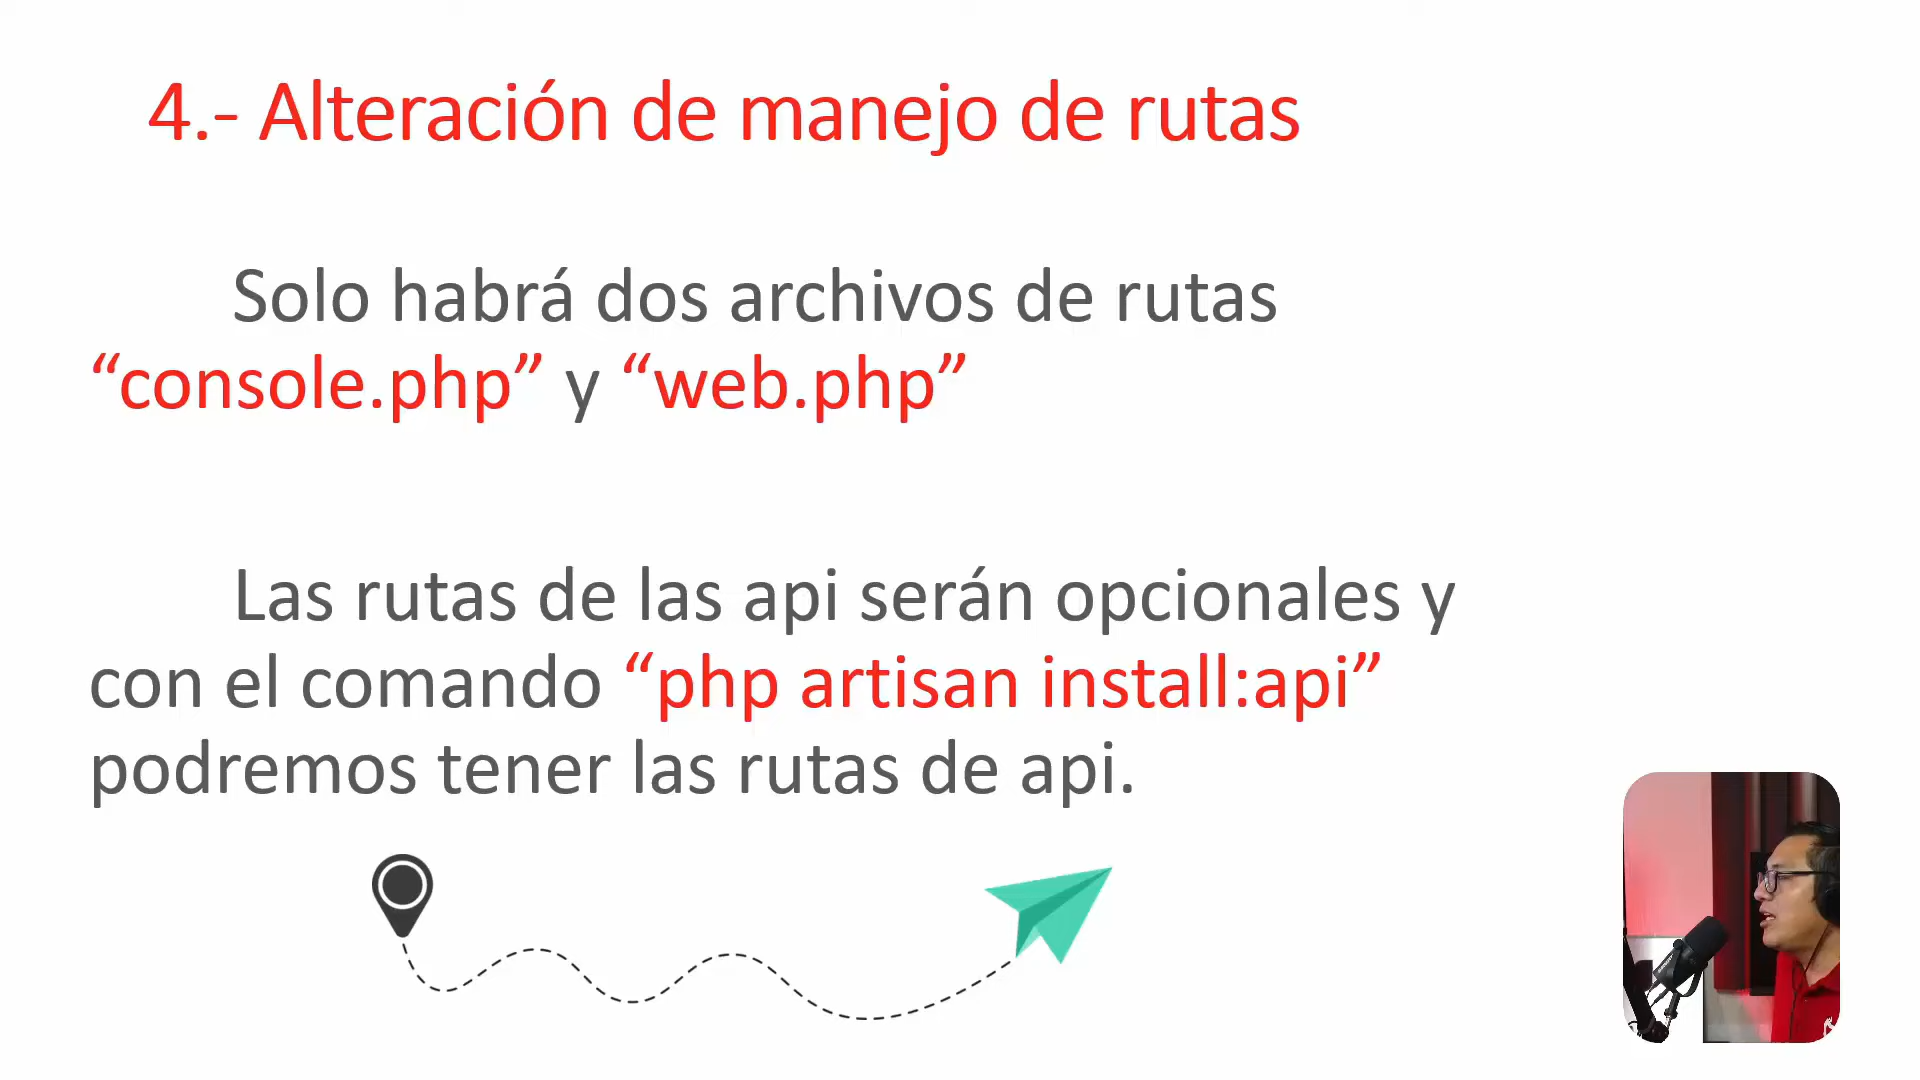 4.- Alteración de manejo de rutas
Solo habrá dos archivos de rutas
“console.php” y “web.php”
Las rutas de las api serán opcionales y
con el comando “php artisan install:api”
podremos tener las rutas de api.